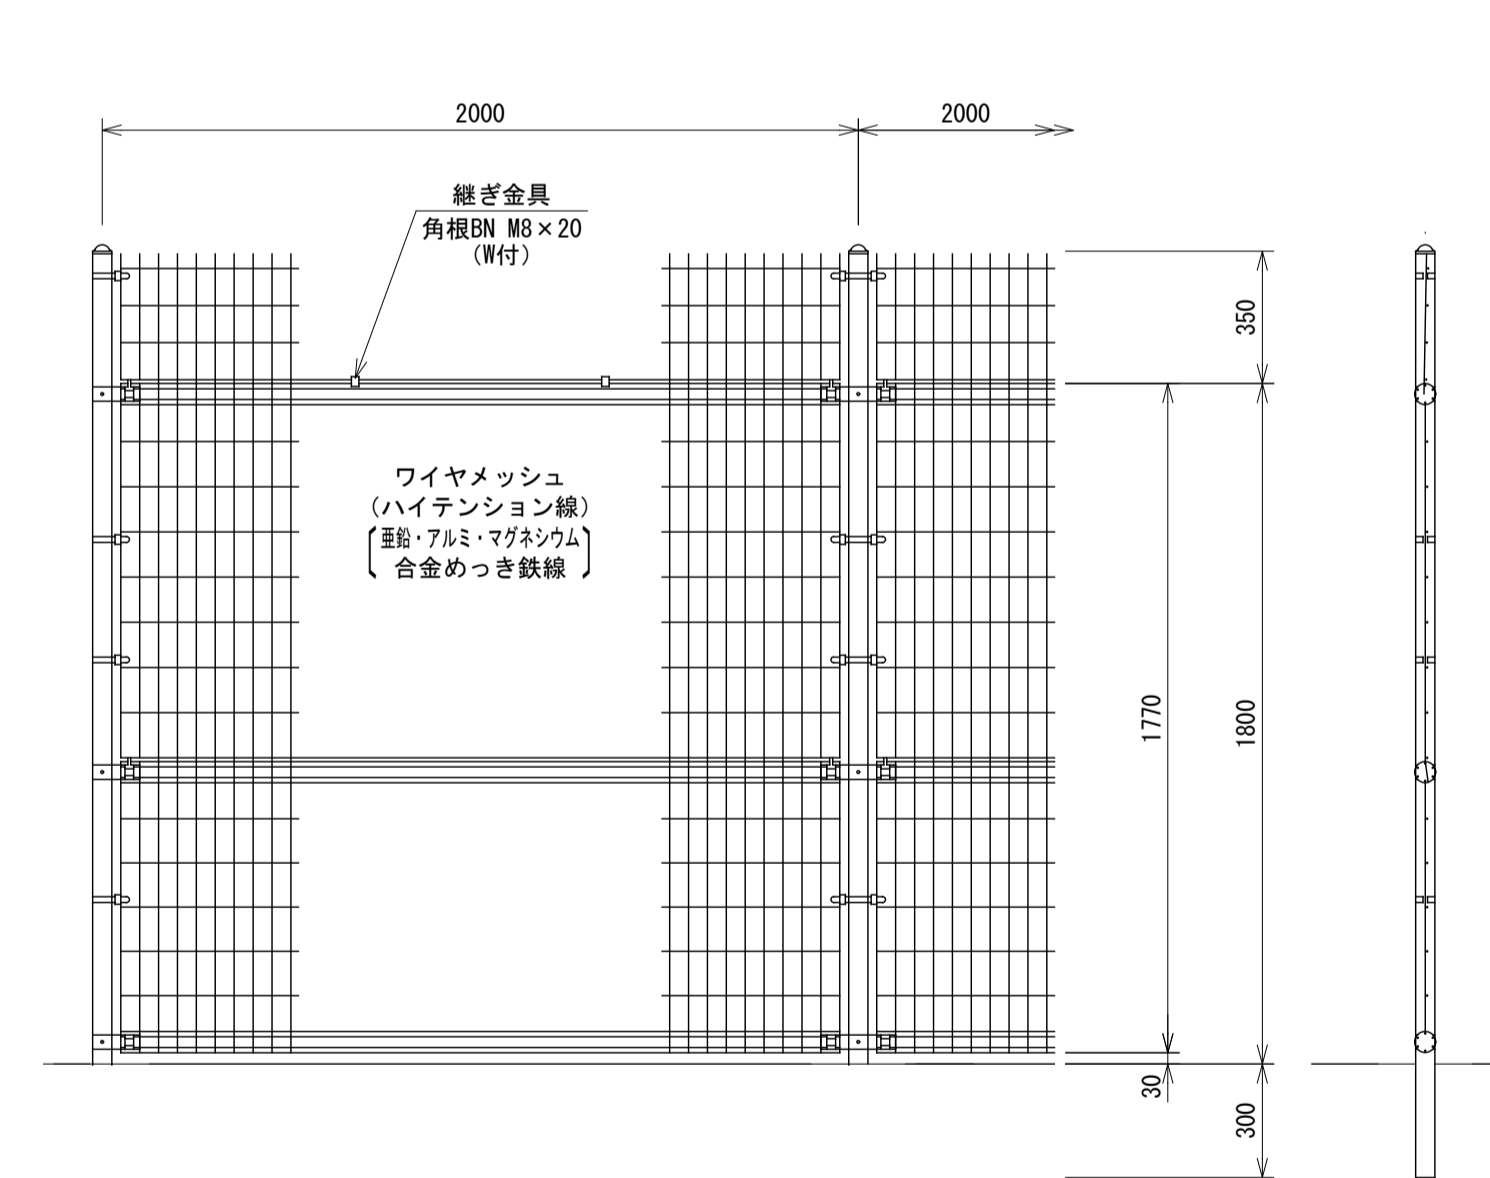 2000
2000
継ぎ金具
角根BN M8×20
(W付)
350
ワイヤメッシュ
(ハイテンション線)
亜鉛・アルミ・マグネシウム
合金めっき鉄線
1770
1800
30
300